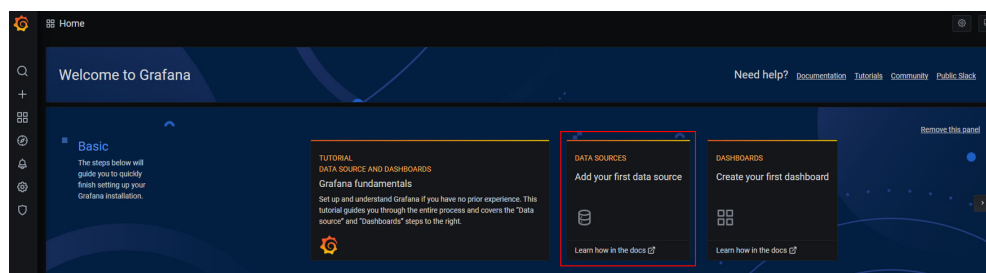 Home
Welcome to Grafana
Need help? Documentation Tutorials Community Public Slack
Remove this panel
Basic
The steps below will
guide you to quickly
finish setting up your
Grafana installation.
TUTORIAL
DATA SOURCE AND DASHBOARDS
Grafana fundamentals
Set up and understand Grafana if you have no prior experience. This
tutorial guides you through the entire process and covers the "Data
source" and "Dashboards" steps to the right.
DATA SOURCES
Add your first data source
Learn how in the docs
DASHBOARDS
Create your first dashboard
Learn how in the docs